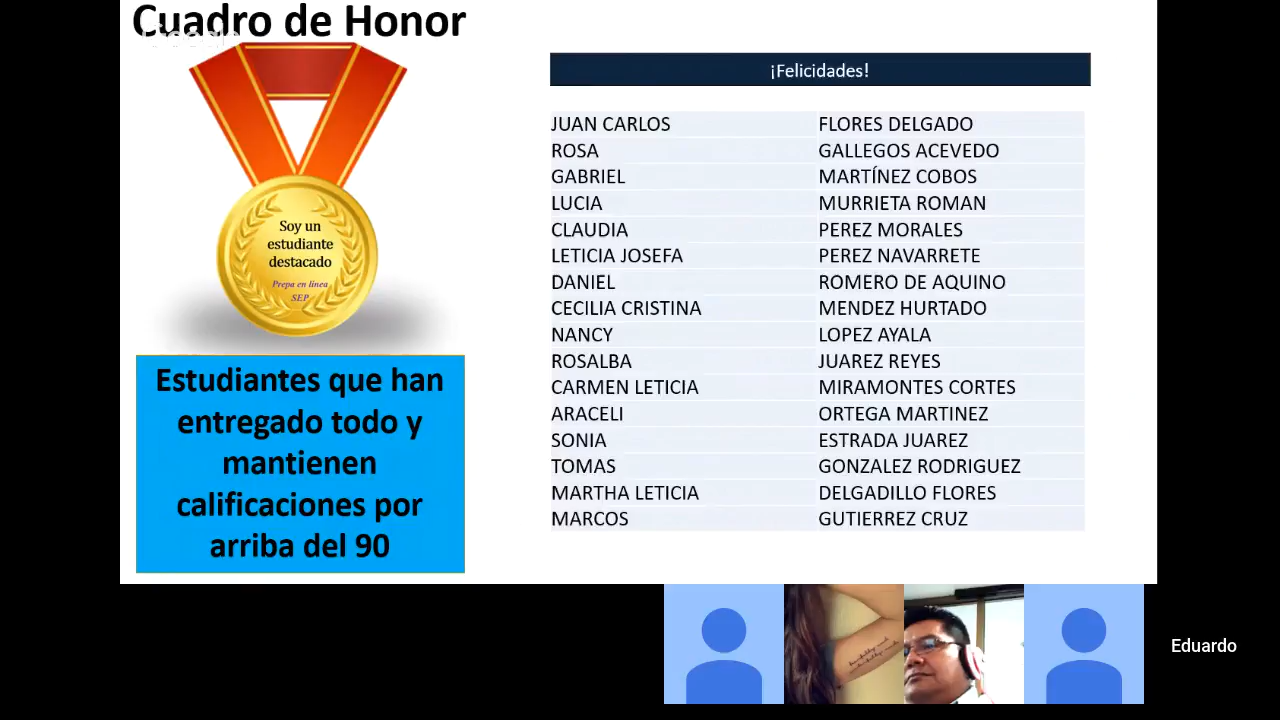 Cuadro de Honor
Soy un
estudiante
destacado
Prepa en línea
SEP
Estudiantes que han
entregado todo y
mantienen
calificaciones por
arriba del 90
¡Felicidades!
JUAN CARLOS FLORES DELGADO
ROSA GALLEGOS ACEVEDO
GABRIEL MARTÍNEZ COBOS
LUCIA MURRIETA ROMAN
CLAUDIA PEREZ MORALES
LETICIA JOSEFA PEREZ NAVARRETE
DANIEL ROMERO DE AQUINO
CECILIA CRISTINA MENDEZ HURTADO
NANCY LOPEZ AYALA
ROSALBA JUAREZ REYES
CARMEN LETICIA MIRAMONTES CORTES
ARACELI ORTEGA MARTINEZ
SONIA ESTRADA JUAREZ
TOMAS GONZALEZ RODRIGUEZ
MARTHA LETICIA DELGADILLO FLORES
MARCOS GUTIERREZ CRUZ
Eduardo